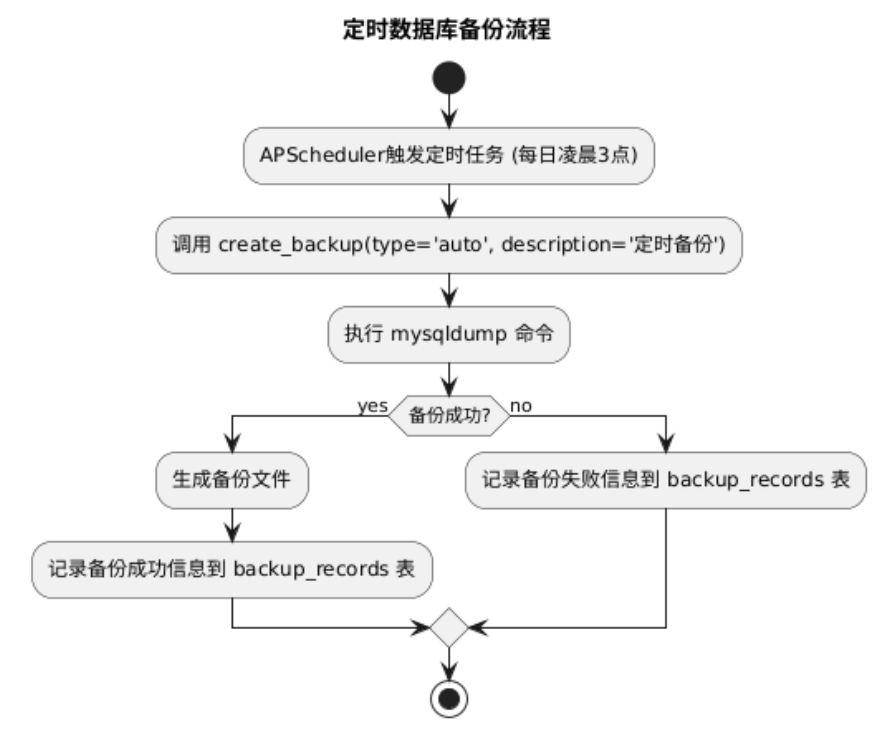 定时数据库备份流程
APScheduler触发定时任务 (每日凌晨3点)
调用 create_backup(type='auto', description='定时备份')
执行 mysqldump 命令
备份成功?
yes
no
生成备份文件
记录备份失败信息到 backup_records 表
记录备份成功信息到 backup_records 表